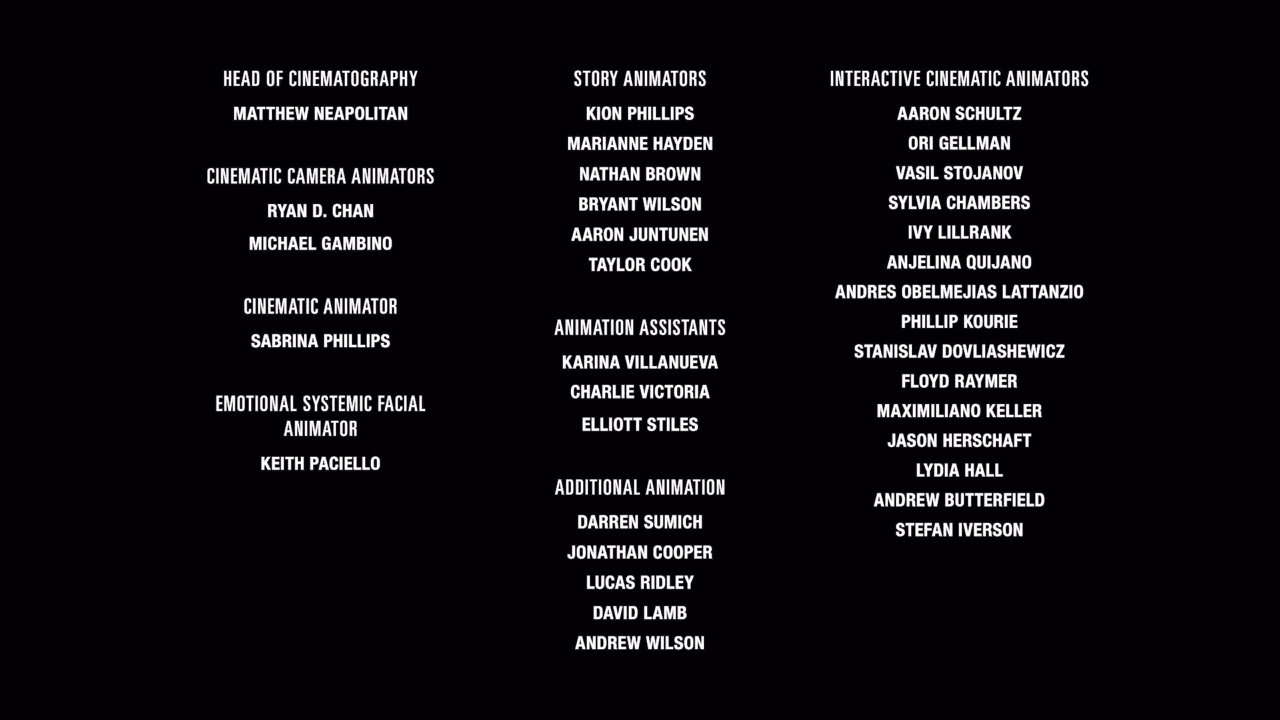 HEAD OF CINEMATOGRAPHY
MATTHEW NEAPOLITAN
CINEMATIC CAMERA ANIMATORS
RYAN D. CHAN
MICHAEL GAMBINO
CINEMATIC ANIMATOR
SABRINA PHILLIPS
EMOTIONAL SYSTEMIC FACIAL
ANIMATOR
KEITH PACIELLO
STORY ANIMATORS
KION PHILLIPS
MARIANNE HAYDEN
NATHAN BROWN
BRYANT WILSON
AARON JUNTUNEN
TAYLOR COOK
ANIMATION ASSISTANTS
KARINA VILLANUEVA
CHARLIE VICTORIA
ELLIOTT STILES
ADDITIONAL ANIMATION
DARREN SUMICH
JONATHAN COOPER
LUCAS RIDLEY
DAVID LAMB
ANDREW WILSON
INTERACTIVE CINEMATIC ANIMATORS
AARON SCHULTZ
ORI GELLMAN
VASIL STOJANOV
SYLVIA CHAMBERS
IVY LILLRANK
ANJELINA QUIJANO
ANDRES OBELMEJIAS LATTANZIO
PHILLIP KOURIE
STANISLAV DOVLIASHEWICZ
FLOYD RAYMER
MAXIMILIANO KELLER
JASON HERSCHAFT
LYDIA HALL
ANDREW BUTTERFIELD
STEFAN IVERSON